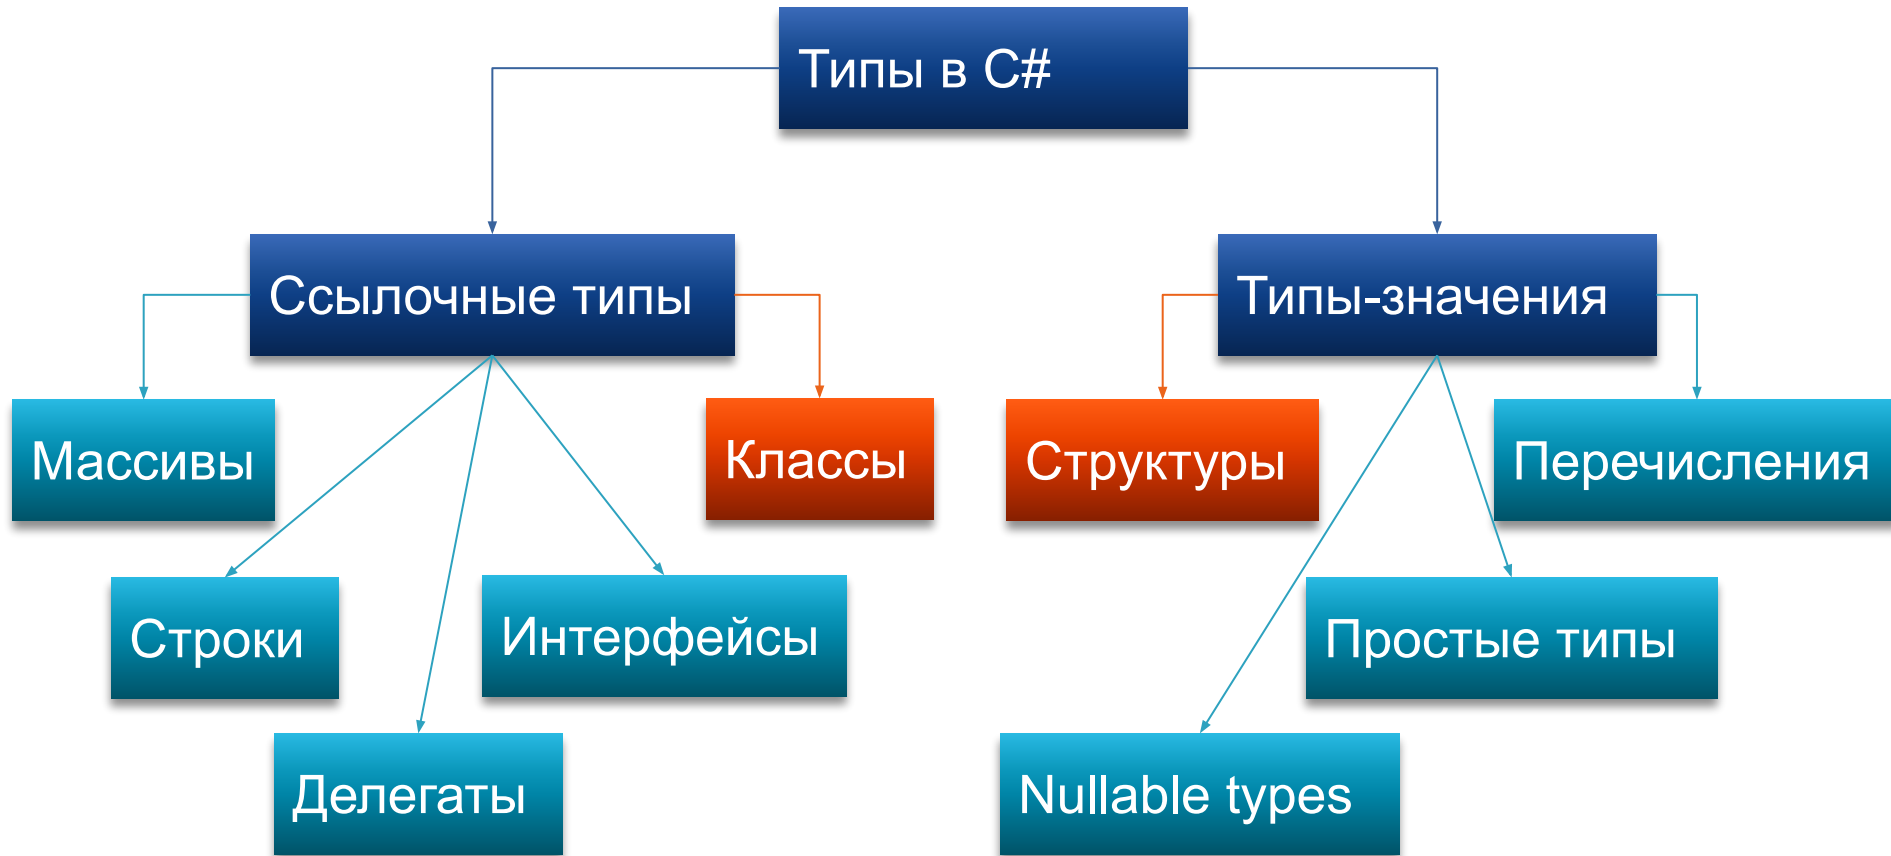 Типы в C#
Ссылочные типы
Типы-значения
Массивы
Классы
Структуры
Перечисления
Строки
Интерфейсы
Простые типы
Делегаты
Nullable types